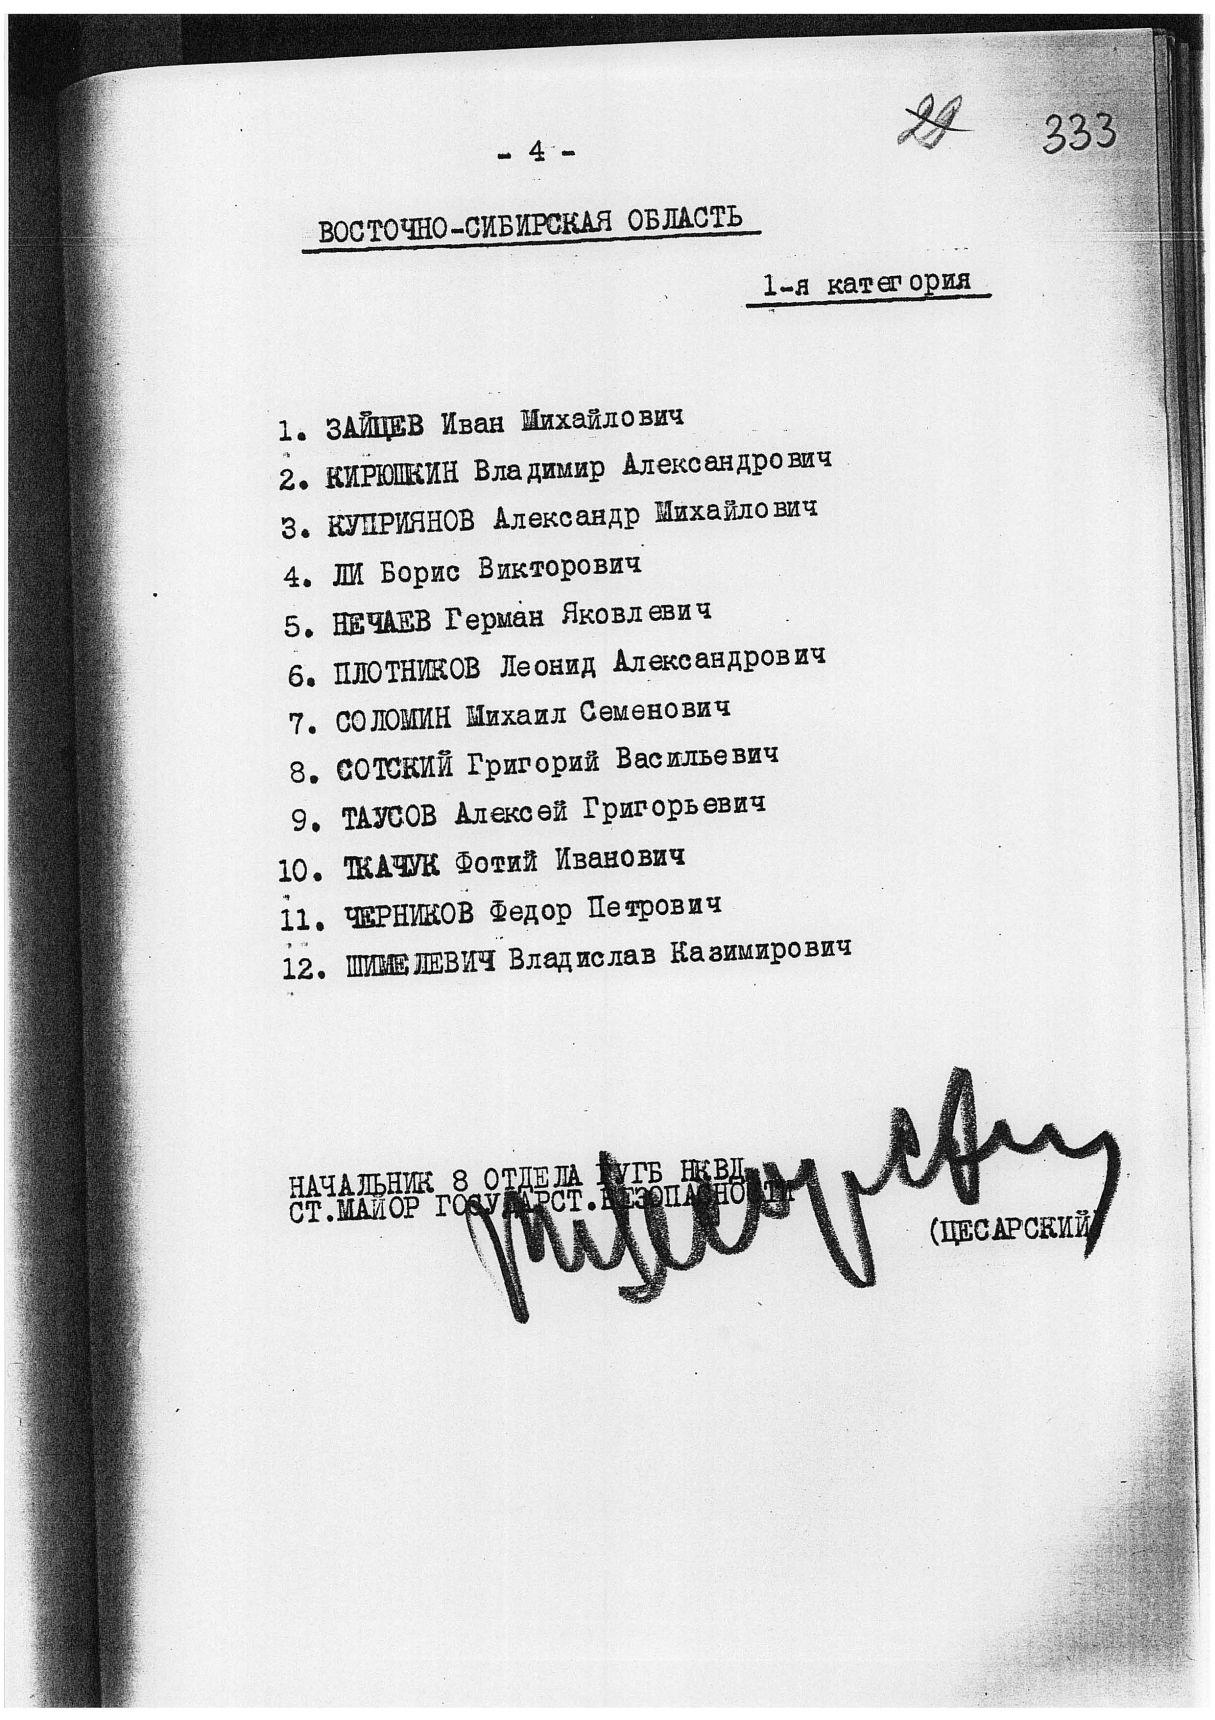 29 333
- 4 -
ВОСТОЧНО-СИБИРСКАЯ ОБЛАСТЬ
1-я категория
1. ЗАЙЦЕВ Иван Михайлович
2. КИРЮШКИН Владимир Александрович
3. КУПРИЯНОВ Александр Михайлович
4. ЛИ Борис Викторович
5. НЕЧАЕВ Герман Яковлевич
6. ПЛОТНИКОВ Леонид Александрович
7. СОЛОМИН Михаил Семенович
8. СОТСКИЙ Григорий Васильевич
9. ТАУСОВ Алексей Григорьевич
10. ТКАЧУК Фотий Иванович
11. ЧЕРНИКОВ Федор Петрович
12. ШИМЕЛЕВИЧ Владислав Казимирович
НАЧАЛЬНИК 8 ОТДЕЛА ГУГБ НКВД
СТ.МАЙОР ГОСУДАРСТ.БЕЗОПАСНОСТИ
(ЦЕСАРСКИЙ)